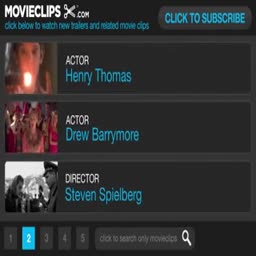 MOVIECLIPS .COM
click below to watch new trailers and related movie clips
CLICK TO SUBSCRIBE
ACTOR
Henry Thomas
ACTOR
Drew Barrymore
DIRECTOR
Steven Spielberg
1 2 3 4 5 click to search only movieclips